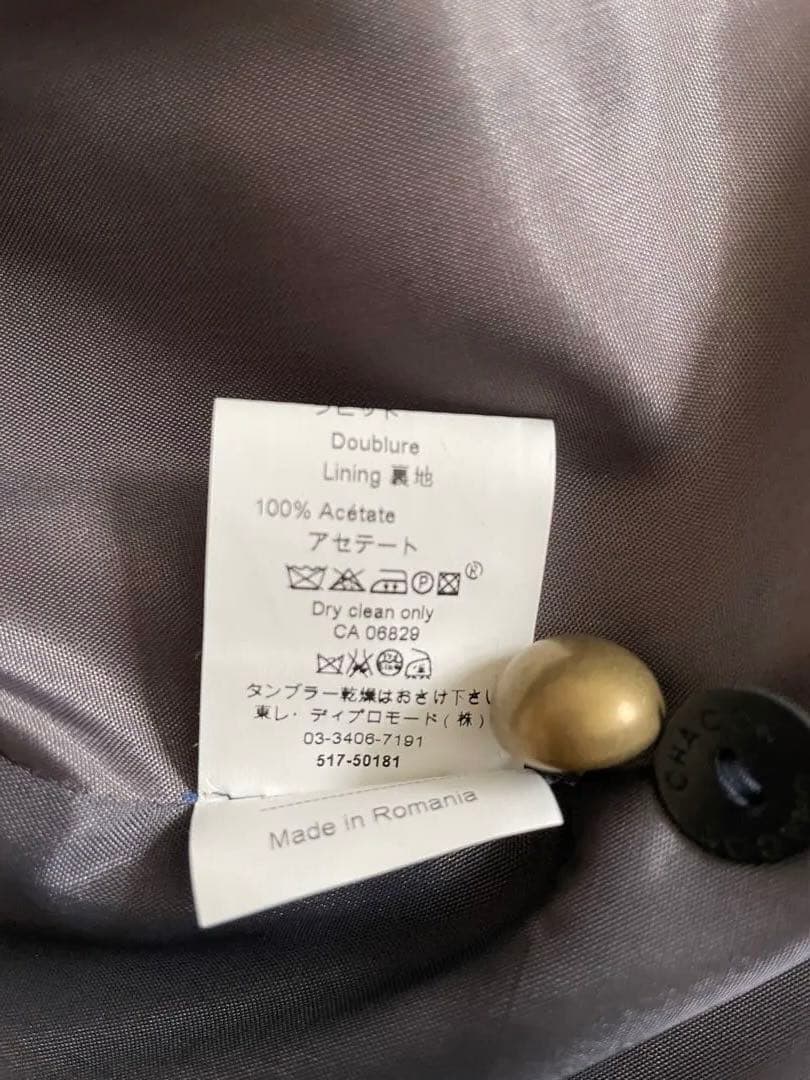 Doublure
Lining 裏地
100% Acétate
アセテート
Ⓟ ®
Dry clean only
CA 06829
タンブラー乾燥はおさけ下さい
東レ・ディプロモード(株)
03-3406-7191
517-50181
Made in Romania
CHAC